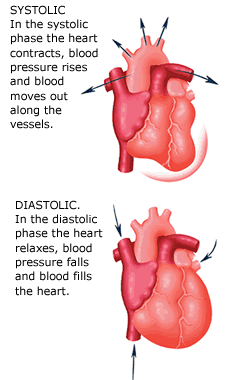 SYSTOLIC
In the systolic
phase the heart
contracts, blood
pressure rises
and blood
moves out
along the
vessels.
DIASTOLIC.
In the diastolic
phase the heart
relaxes, blood
pressure falls
and blood fills
the heart.